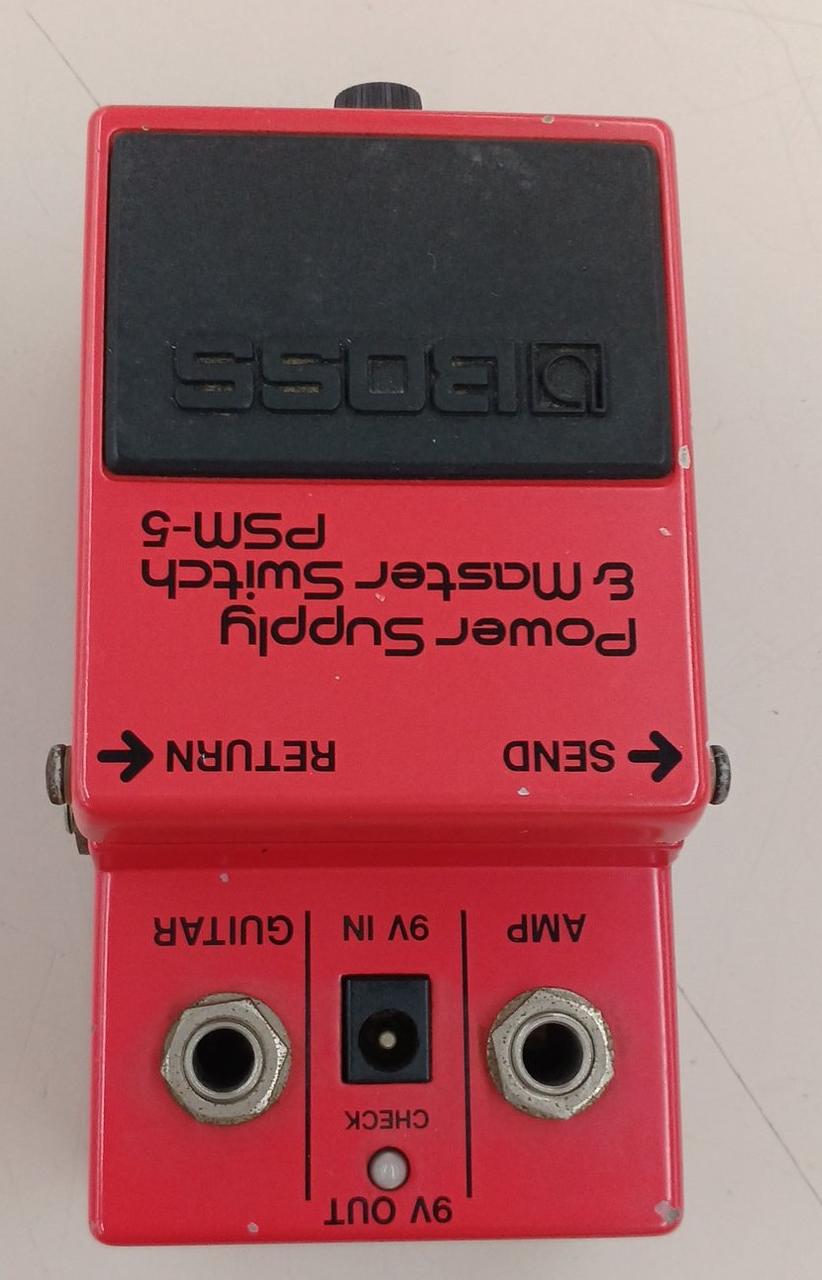 9V OUT
CHECK
AMP
9V IN
GUITAR
SEND
RETURN
Power Supply
& Master Switch
PSM-5
BOSS